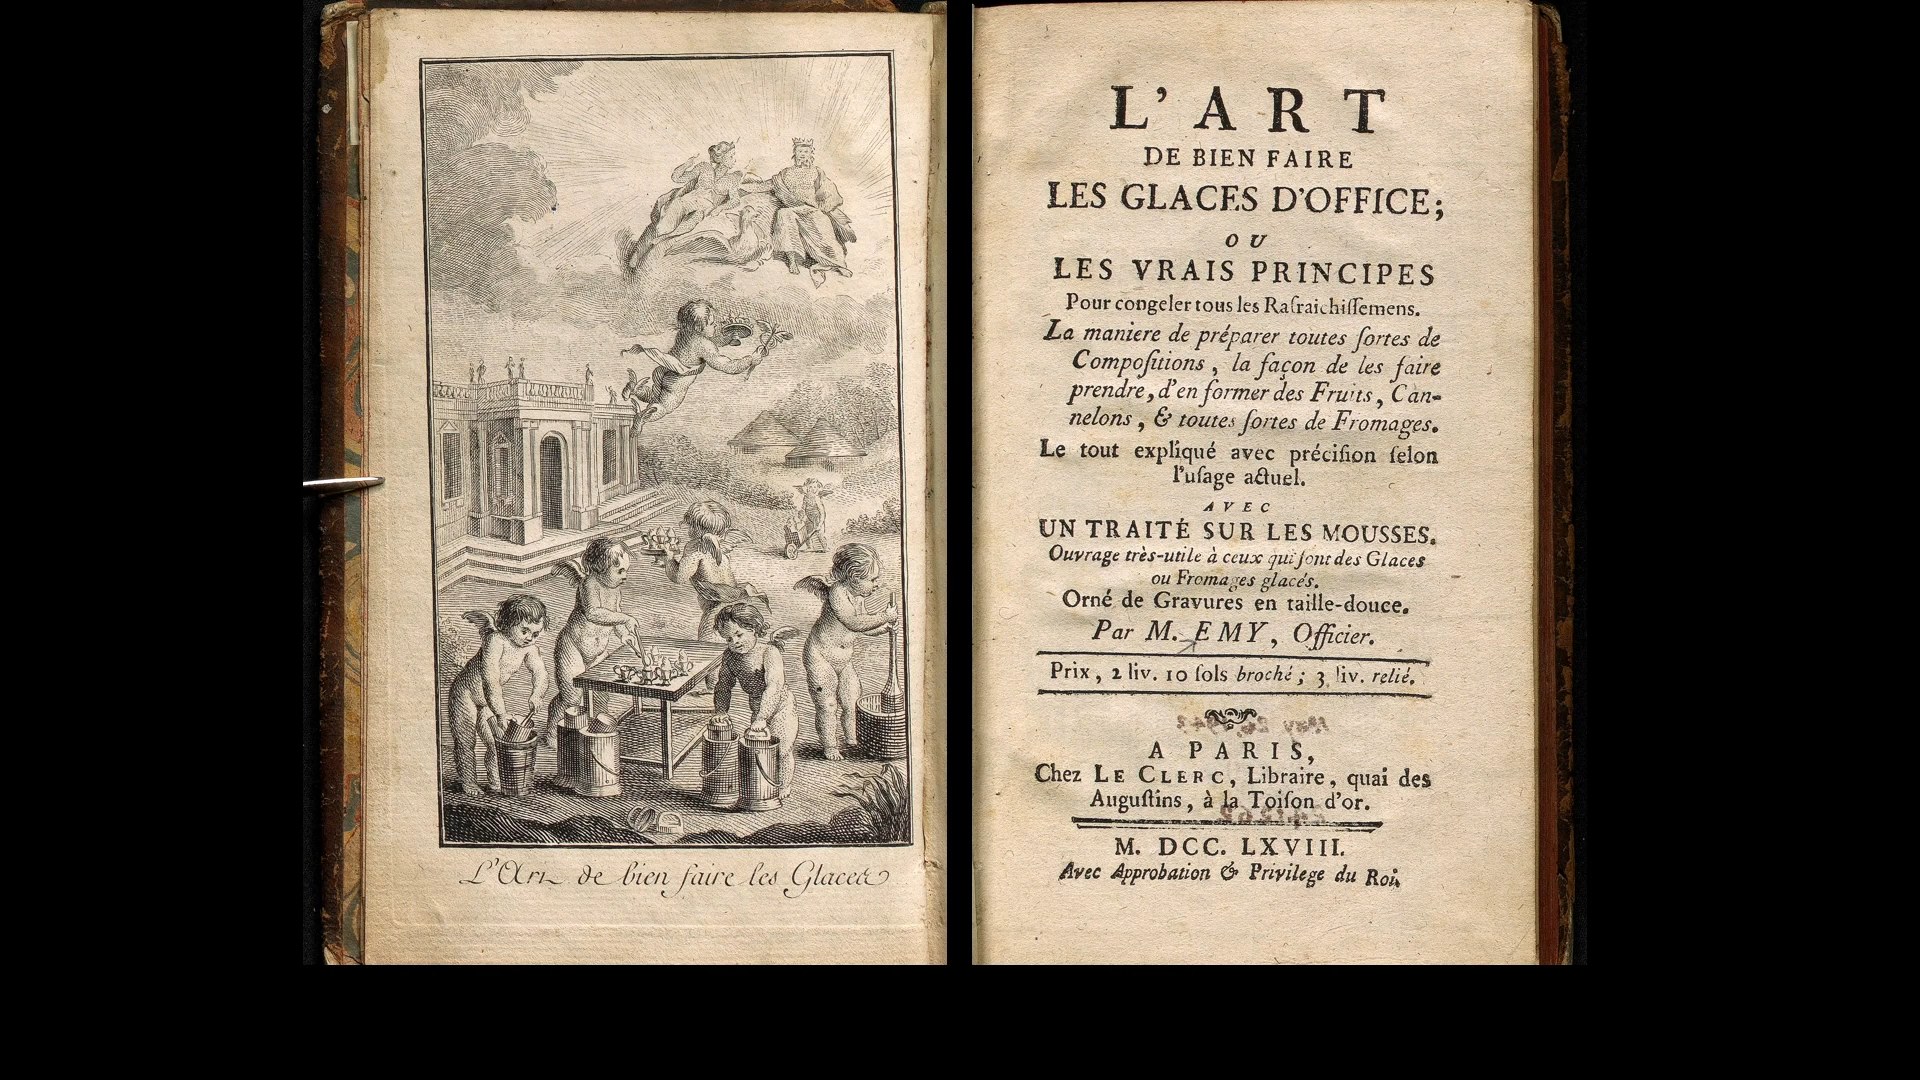 L'Art de bien faire les Glaces
L'ART
DE BIEN FAIRE
LES GLACES D'OFFICE;
OU
LES VRAIS PRINCIPES
Pour congeler tous les Rafraichiſſemens.
La maniere de préparer toutes ſortes de
Compoſitions, la façon de les faire
prendre, d'en former des Fruits, Can-
nelons, & toutes ſortes de Fromages.
Le tout expliqué avec préciſion ſelon
l'uſage actuel.
AVEC
UN TRAITÉ SUR LES MOUSSES.
Ouvrage très-utile à ceux qui font des Glaces
ou Fromages glacés.
Orné de Gravures en taille-douce.
Par M. EMY, Officier.
Prix, 2 liv. 10 ſols broché; 3 liv. relié.
A PARIS,
Chez LE CLERC, Libraire, quai des
Auguſtins, à la Toiſon d'or.
M. DCC. LXVIII.
Avec Approbation & Privilege du Roi.